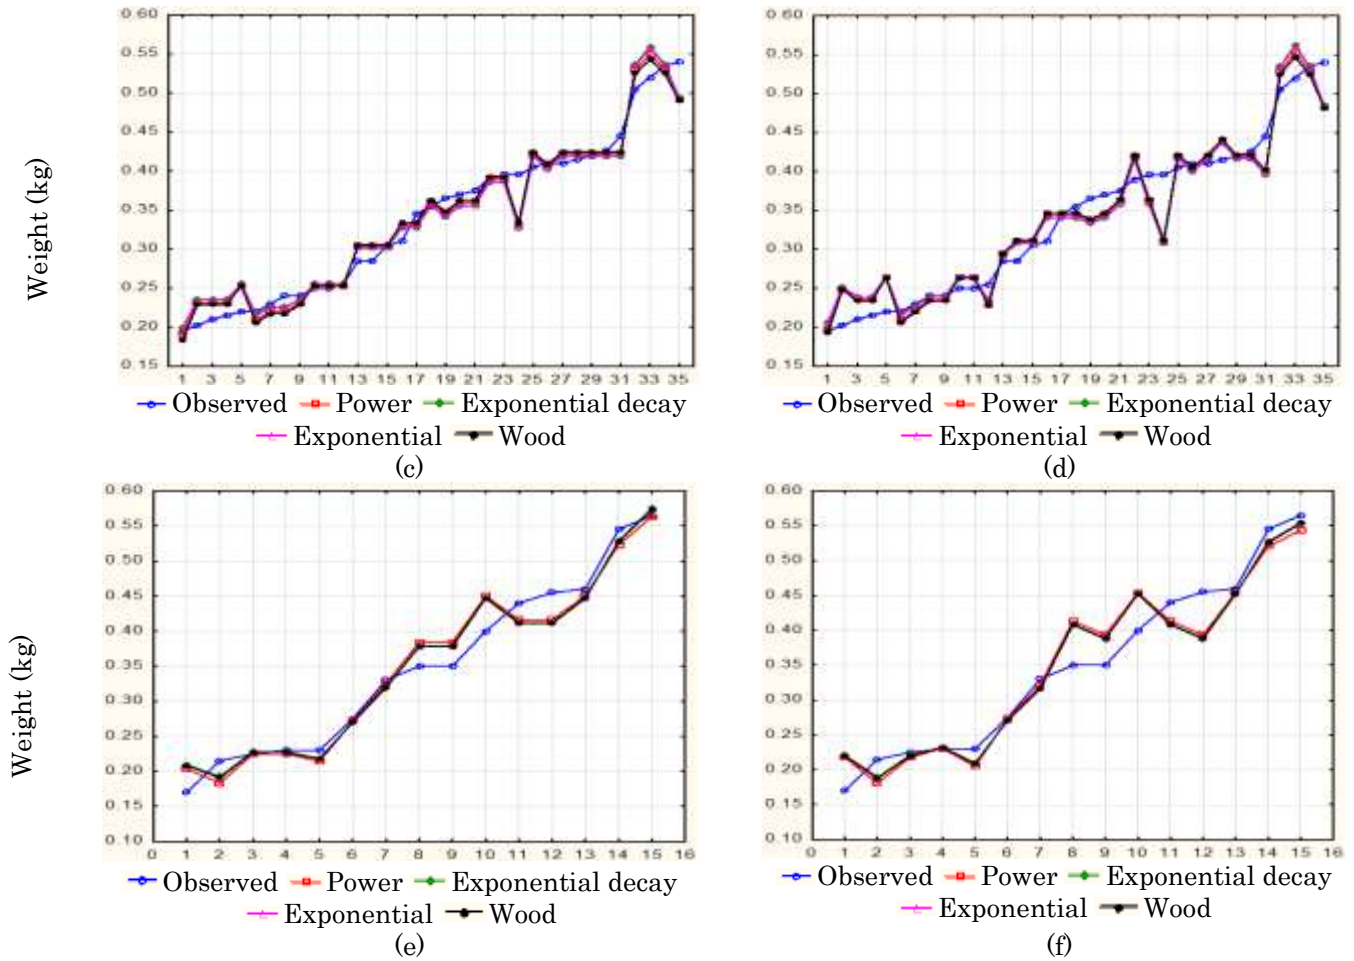 0.60
0.55
0.50
0.45
0.40
0.35
0.30
0.25
0.20
0.15
Weight (kg)
1 3 5 7 9 11 13 15 17 19 21 23 25 27 29 31 33 35
Observed Power Exponential decay
Exponential Wood
(c)
0.60
0.55
0.50
0.45
0.40
0.35
0.30
0.25
0.20
0.15
1 3 5 7 9 11 13 15 17 19 21 23 25 27 29 31 33 35
Observed Power Exponential decay
Exponential Wood
(d)
0.60
0.55
0.50
0.45
0.40
0.35
0.30
0.25
0.20
0.15
0.10
Weight (kg)
0 1 2 3 4 5 6 7 8 9 10 11 12 13 14 15 16
Observed Power Exponential decay
Exponential Wood
(e)
0.60
0.55
0.50
0.45
0.40
0.35
0.30
0.25
0.20
0.15
0.10
0 1 2 3 4 5 6 7 8 9 10 11 12 13 14 15 16
Observed Power Exponential decay
Exponential Wood
(f)